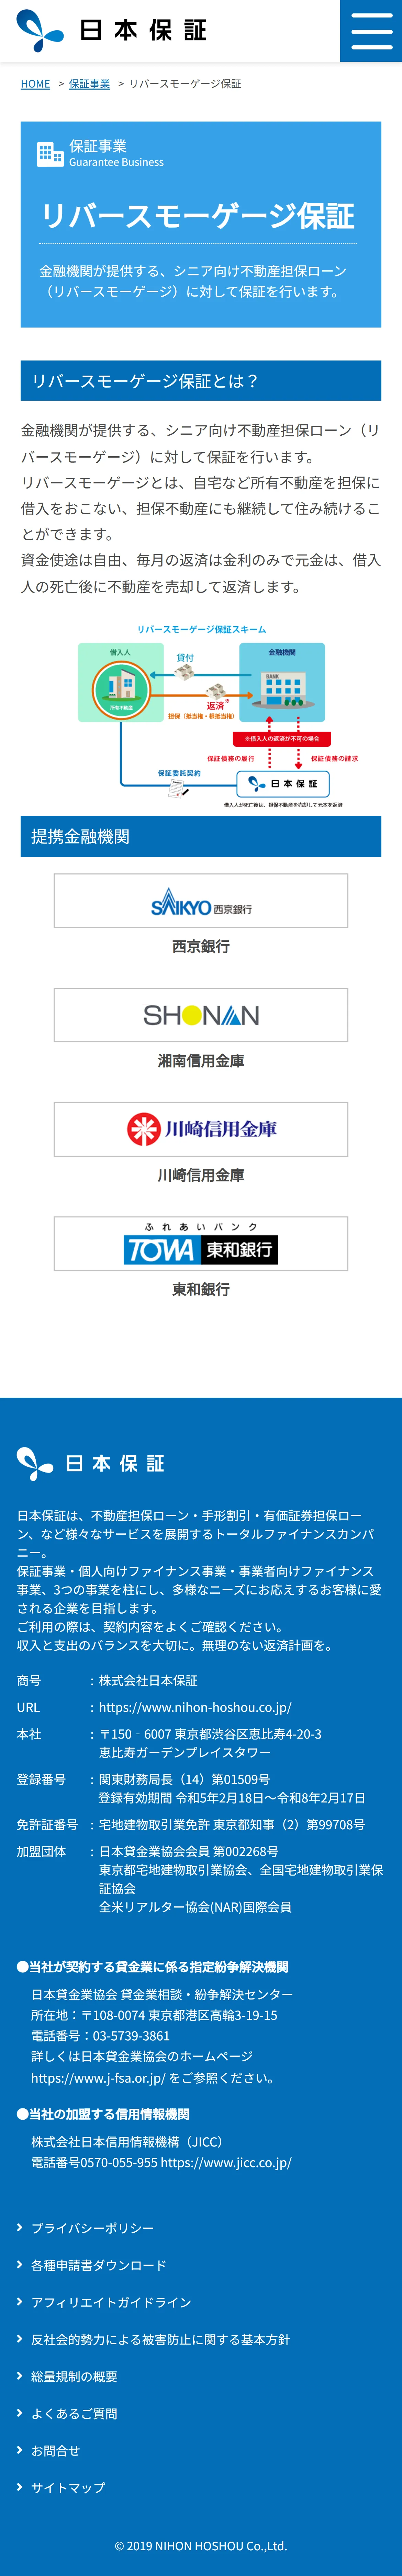 日本保証
HOME > 保証事業 > リバースモーゲージ保証
保証事業
Guarantee Business
リバースモーゲージ保証
金融機関が提供する、シニア向け不動産担保ローン
（リバースモーゲージ）に対して保証を行います。
リバースモーゲージ保証とは？
金融機関が提供する、シニア向け不動産担保ローン（リ
バースモーゲージ）に対して保証を行います。
リバースモーゲージとは、自宅など所有不動産を担保に
借入をおこない、担保不動産にも継続して住み続けるこ
とができます。
資金使途は自由、毎月の返済は金利のみで元金は、借入
人の死亡後に不動産を売却して返済します。
リバースモーゲージ保証スキーム
借入人
貸付
金融機関
BANK
所有不動産
返済※
担保（抵当権・根抵当権）
※借入人の返済が不可の場合
保証債務の履行
保証債務の請求
保証委託契約
日本保証
借入人が死亡後は、担保不動産を売却して元本を返済
提携金融機関
SAIKYO 西京銀行
西京銀行
SHONAN
湘南信用金庫
川崎信用金庫
川崎信用金庫
ふれあいバンク
TOWA 東和銀行
東和銀行
日本保証
日本保証は、不動産担保ローン・手形割引・有価証券担保ロー
ン、など様々なサービスを展開するトータルファイナンスカンパ
ニー。
保証事業・個人向けファイナンス事業・事業者向けファイナンス
事業、3つの事業を柱にし、多様なニーズにお応えするお客様に愛
される企業を目指します。
ご利用の際は、契約内容をよくご確認ください。
収入と支出のバランスを大切に。無理のない返済計画を。
商号 : 株式会社日本保証
URL : https://www.nihon-hoshou.co.jp/
本社 : 〒150‐6007 東京都渋谷区恵比寿4-20-3
恵比寿ガーデンプレイスタワー
登録番号 : 関東財務局長（14）第01509号
登録有効期間 令和5年2月18日～令和8年2月17日
免許証番号 : 宅地建物取引業免許 東京都知事（2）第99708号
加盟団体 : 日本貸金業協会会員 第002268号
東京都宅地建物取引業協会、全国宅地建物取引業保
証協会
全米リアルター協会(NAR)国際会員
●当社が契約する貸金業に係る指定紛争解決機関
日本貸金業協会 貸金業相談・紛争解決センター
所在地：〒108-0074 東京都港区高輪3-19-15
電話番号：03-5739-3861
詳しくは日本貸金業協会のホームページ
https://www.j-fsa.or.jp/ をご参照ください。
●当社の加盟する信用情報機関
株式会社日本信用情報機構（JICC）
電話番号0570-055-955 https://www.jicc.co.jp/
プライバシーポリシー
各種申請書ダウンロード
アフィリエイトガイドライン
反社会的勢力による被害防止に関する基本方針
総量規制の概要
よくあるご質問
お問合せ
サイトマップ
© 2019 NIHON HOSHOU Co.,Ltd.